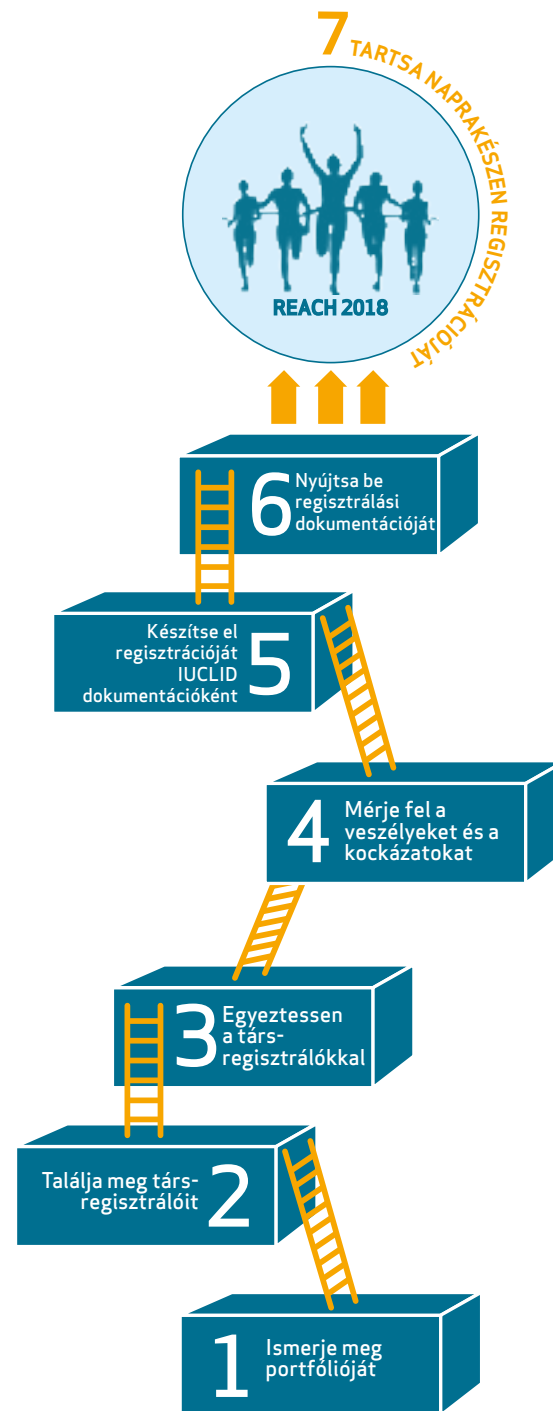 7 TARTSA NAPRAKÉSZEN REGISZTRÁCIÓJÁT
REACH 2018
6
Nyújtsa be
regisztrálási
dokumentációját
Készítse el
regisztrációját
IUCLID
dokumentációként
5
4
Mérje fel a
veszélyeket és a
kockázatokat
3
Egyeztessen
a társ-
regisztrálókkal
Találja meg társ-
regisztrálóit
2
1
Ismerje meg
portfólióját